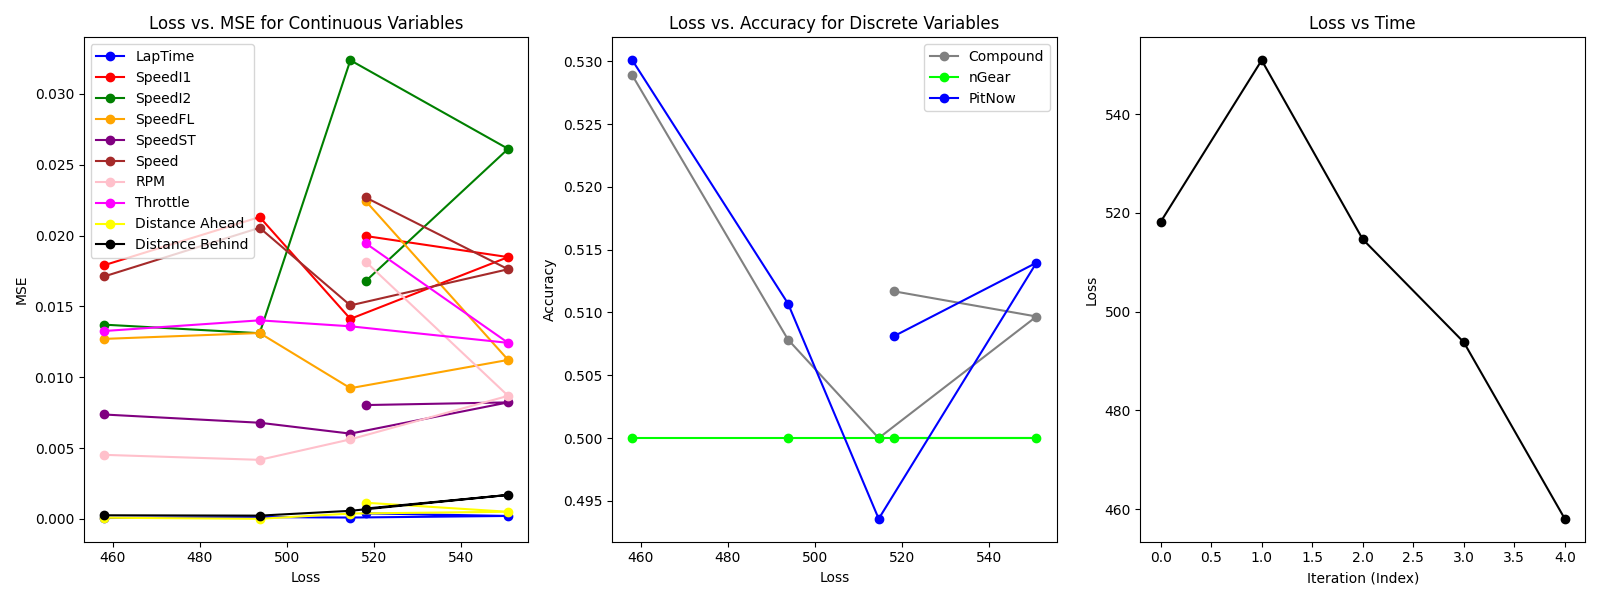 Loss vs. MSE for Continuous Variables
MSE
0.030
0.025
0.020
0.015
0.010
0.005
0.000
LapTime
SpeedI1
SpeedI2
SpeedFL
SpeedST
Speed
RPM
Throttle
Distance Ahead
Distance Behind
460 480 500 520 540
Loss
Loss vs. Accuracy for Discrete Variables
Accuracy
0.530
0.525
0.520
0.515
0.510
0.505
0.500
0.495
Compound
nGear
PitNow
460 480 500 520 540
Loss
Loss vs Time
Loss
540
520
500
480
460
0.0 0.5 1.0 1.5 2.0 2.5 3.0 3.5 4.0
Iteration (Index)